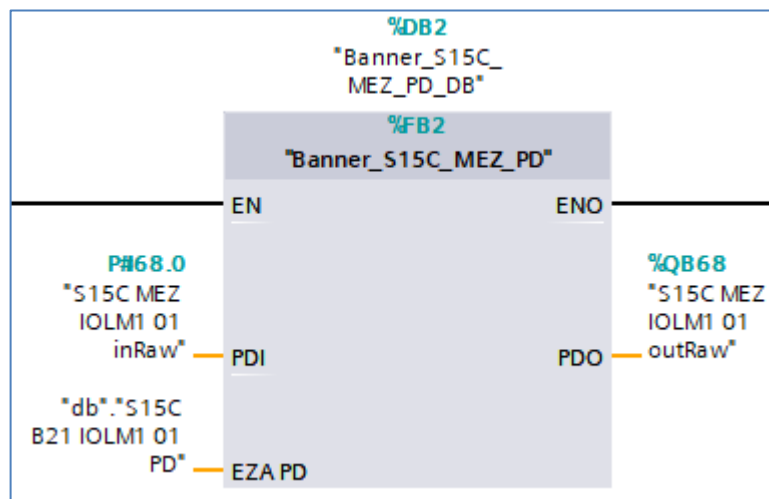 %DB2
"Banner_S15C_
MEZ_PD_DB"
%FB2
"Banner_S15C_MEZ_PD"
EN
ENO
P#I68.0
"S15C MEZ
IOLM1 01
inRaw"
PDI
%QB68
"S15C MEZ
IOLM1 01
outRaw"
PDO
"db"."S15C
B21 IOLM1 01
PD"
EZA PD